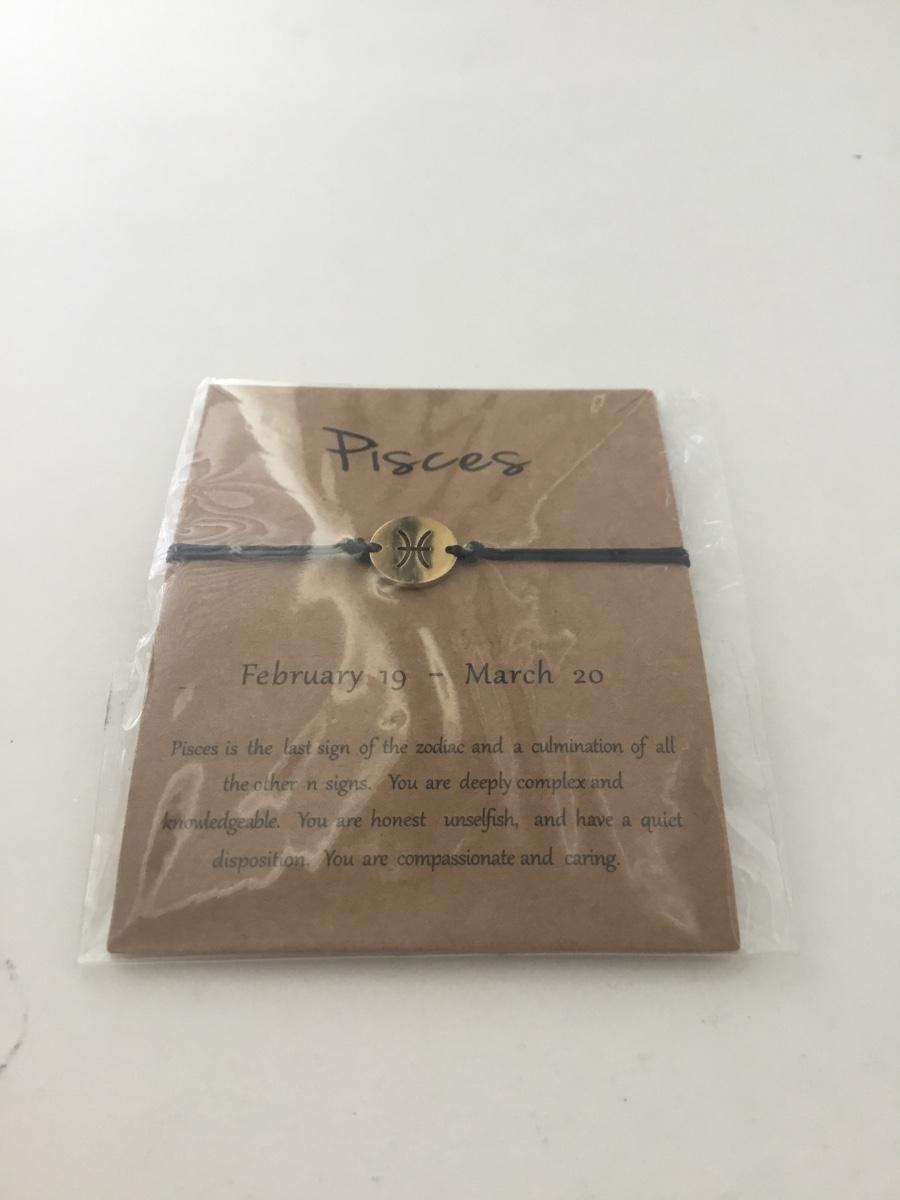 Pisces
♓
February 19 - March 20
Pisces is the last sign of the zodiac and a culmination of all
the other n signs. You are deeply complex and
knowledgeable. You are honest unselfish, and have a quiet
disposition. You are compassionate and caring.